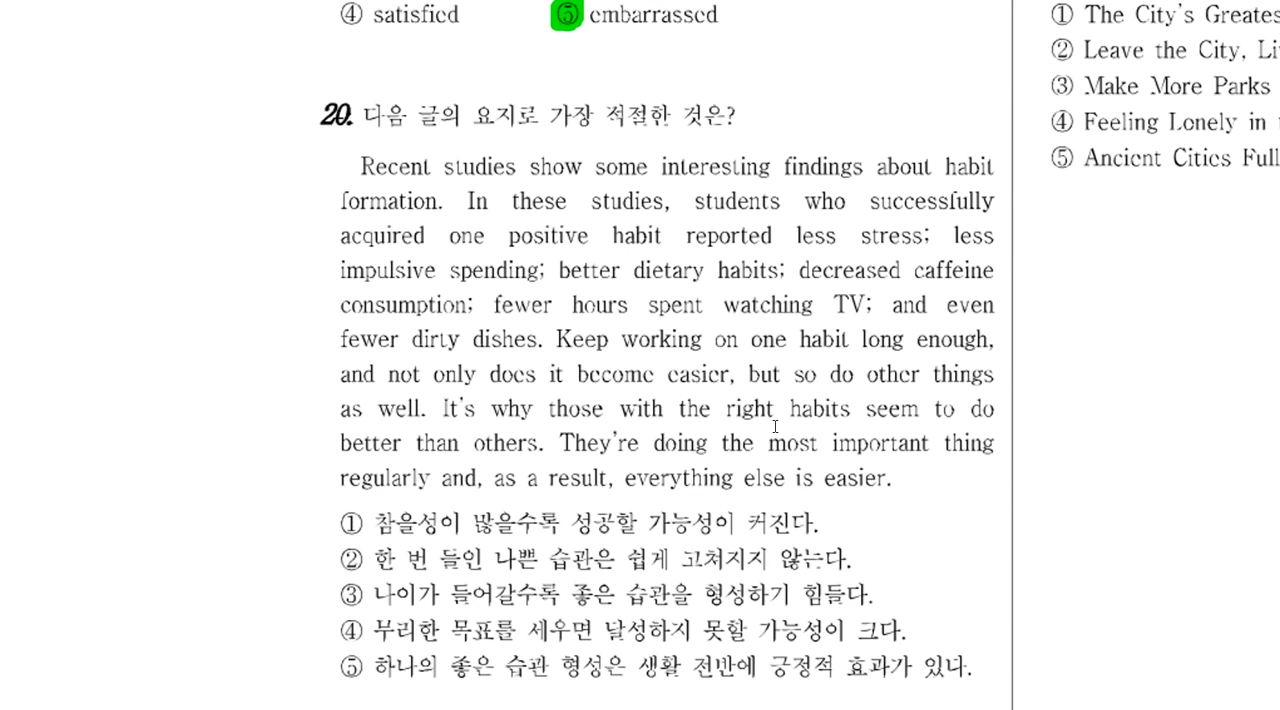 ④ satisfied ⑤ embarrassed
20. 다음 글의 요지로 가장 적절한 것은?
Recent studies show some interesting findings about habit
formation. In these studies, students who successfully
acquired one positive habit reported less stress; less
impulsive spending; better dietary habits; decreased caffeine
consumption; fewer hours spent watching TV; and even
fewer dirty dishes. Keep working on one habit long enough,
and not only does it become easier, but so do other things
as well. It's why those with the right habits seem to do
better than others. They're doing the most important thing
regularly and, as a result, everything else is easier.
① 참을성이 많을수록 성공할 가능성이 커진다.
② 한 번 들인 나쁜 습관은 쉽게 고쳐지지 않는다.
③ 나이가 들어갈수록 좋은 습관을 형성하기 힘들다.
④ 무리한 목표를 세우면 달성하지 못할 가능성이 크다.
⑤ 하나의 좋은 습관 형성은 생활 전반에 긍정적 효과가 있다.
① The City's
② Leave the City,
③ Make More Parks
④ Feeling Lonely in
⑤ Ancient Cities Full